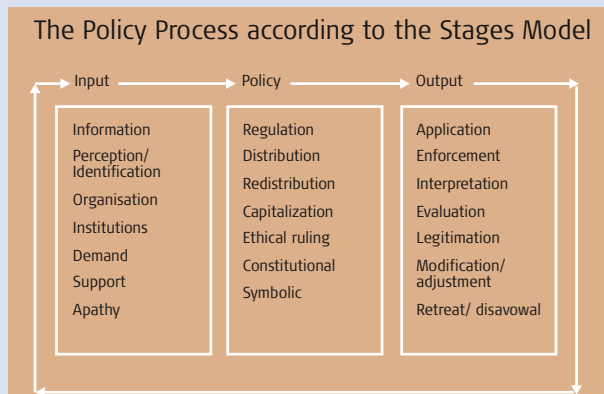 The Policy Process according to the Stages Model
Input
Policy
Output
Information
Perception/
Identification
Organisation
Institutions
Demand
Support
Apathy
Regulation
Distribution
Redistribution
Capitalization
Ethical ruling
Constitutional
Symbolic
Application
Enforcement
Interpretation
Evaluation
Legitimation
Modification/
adjustment
Retreat/ disavowal